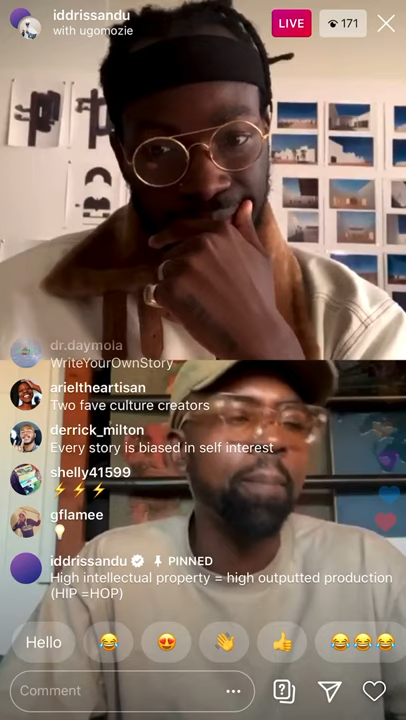 iddrissandu
with ugomozie
LIVE
171
dr.daymola
WriteYourOwnStory
arieltheartisan
Two fave culture creators
derrick_milton
Every story is biased in self interest
shelly41599
⚡⚡⚡
gflamee
💡
iddrissandu PINNED
High intellectual property = high outputted production
(HIP =HOP)
Hello 😂 😍 👋 👍 😂😂😂
Comment